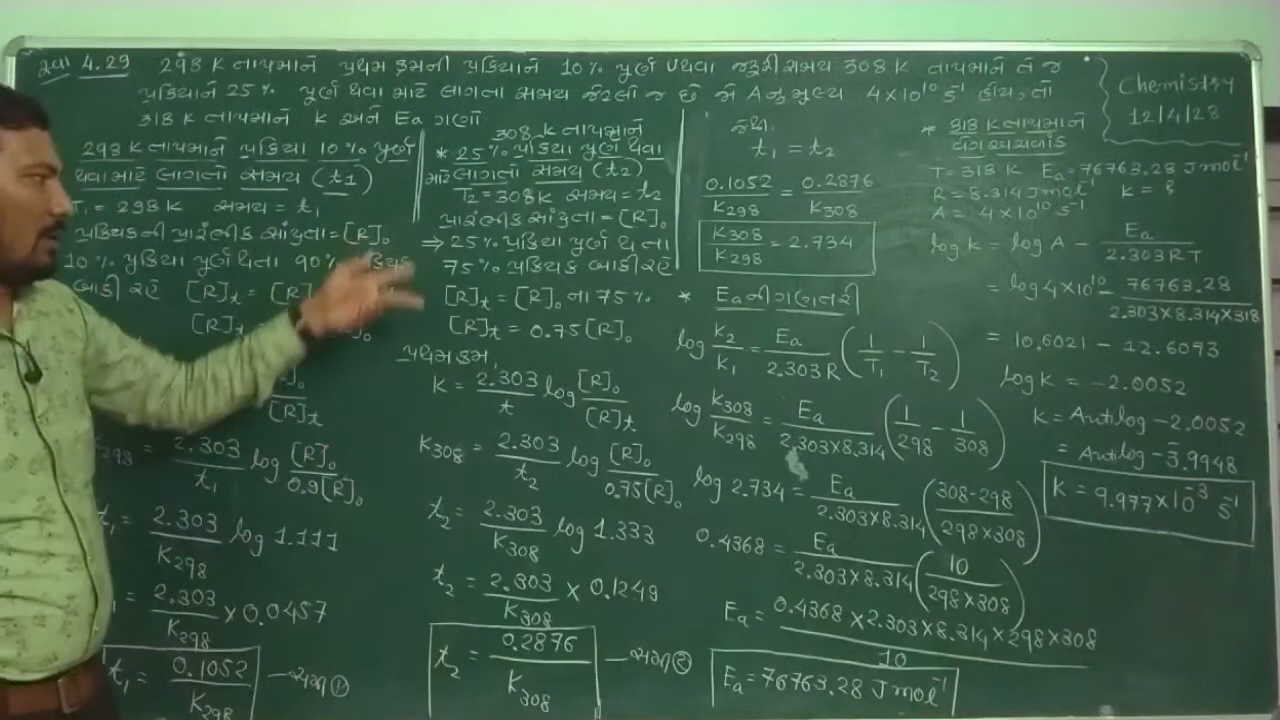 સ્વા 4.29 298 K તાપમાને પ્રથમ ક્રમની પ્રક્રિયાને 10% પૂર્ણ થવા જરૂરી સમય 308 K તાપમાને તે જ
પ્રક્રિયાને 25% પૂર્ણ થવા માટે લાગતા સમય જેટલો જ છે જો A નું મૂલ્ય 4×10¹⁰ s⁻¹ હોય, તો
318 K તાપમાને K અને Ea ગણો
Chemistry
12/4/23
298 K તાપમાને પ્રક્રિયા 10% પૂર્ણ
થવા માટે લાગતો સમય (t1)
T₁ = 298 K સમય = t₁
પ્રક્રિયકની પ્રારંભીક સાંદ્રતા = [R]₀
10% પ્રક્રિયા પૂર્ણ થતા 90%
બાકી રહે [R]t = [R]
[R]t
[R]t
K298 = 2.303/t₁ log [R]₀/0.9[R]₀
t₁ = 2.303/K298 log 1.111
= 2.303/K298 × 0.0457
t₁ = 0.1052/K298 — સમી ①
308 K તાપમાને
* 25% પ્રક્રિયા પૂર્ણ થવા
માટે લાગતો સમય (t₂)
T₂ = 308K સમય = t₂
પ્રારંભીક સાંદ્રતા = [R]₀
⇒ 25% પ્રક્રિયા પૂર્ણ થતા
75% પ્રક્રિયક બાકી રહે
[R]t = [R]₀ ના 75%
[R]t = 0.75[R]₀
પ્રથમ ક્રમ,
K = 2.303/t log [R]₀/[R]t
K308 = 2.303/t₂ log [R]₀/0.75[R]₀
t₂ = 2.303/K308 log 1.333
t₂ = 2.303/K308 × 0.1249
t₂ = 0.2876/K308 — સમી ②
t₁ = t₂
0.1052/K298 = 0.2876/K308
K308/K298 = 2.734
* Ea ની ગણતરી
log K₂/K₁ = Ea/2.303R (1/T₁ - 1/T₂)
log K308/K298 = Ea/2.303×8.314 (1/298 - 1/308)
log 2.734 = Ea/2.303×8.314 (308-298/298×308)
0.4368 = Ea/2.303×8.314 (10/298×308)
Ea = 0.4368×2.303×8.314×298×308/10
Ea = 76763.28 J mol⁻¹
* 318 K તાપમાને
વેગ અચળાંક
T = 318 K Ea = 76763.28 J mol⁻¹
R = 8.314 J mol⁻¹ K = ?
A = 4×10¹⁰ s⁻¹
log K = log A - Ea/2.303RT
= log 4×10¹⁰ - 76763.28/2.303×8.314×318
= 10.6021 - 12.6093
log K = -2.0052
K = Antilog -2.0052
= Antilog -3̄.9948
K = 9.977×10⁻³ s⁻¹